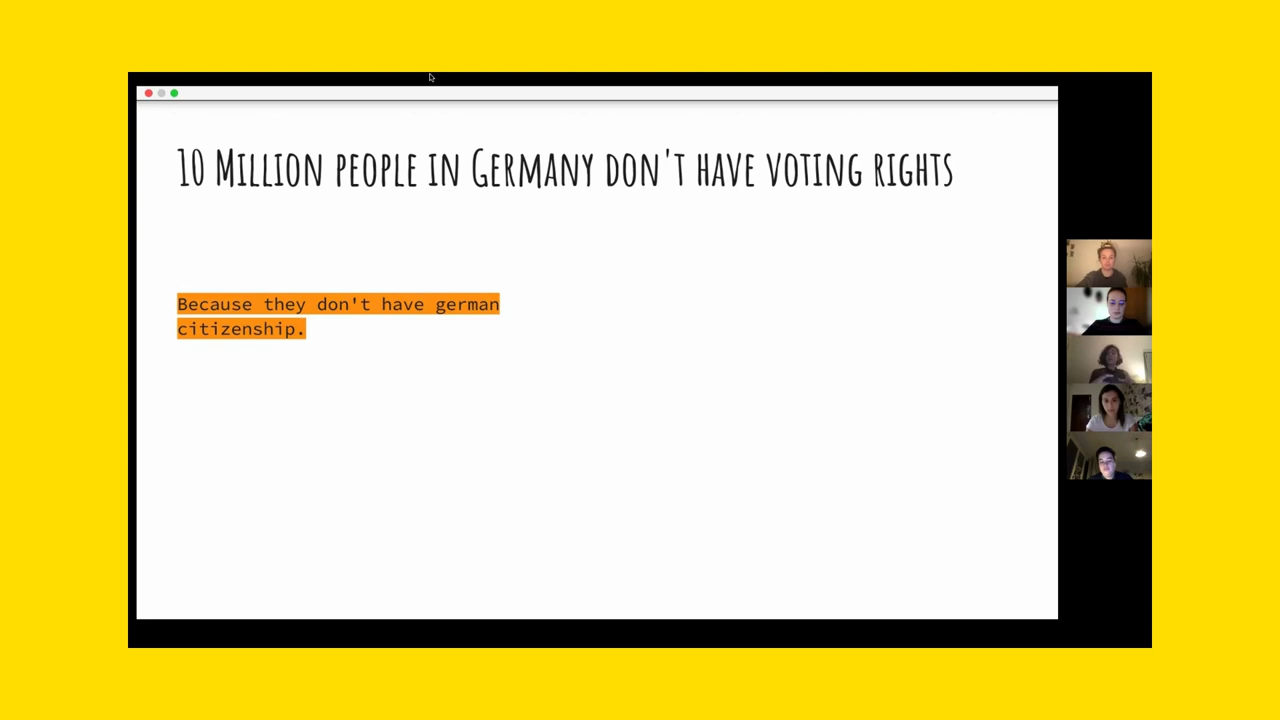 10 Million people in Germany don't have voting rights
Because they don't have german
citizenship.